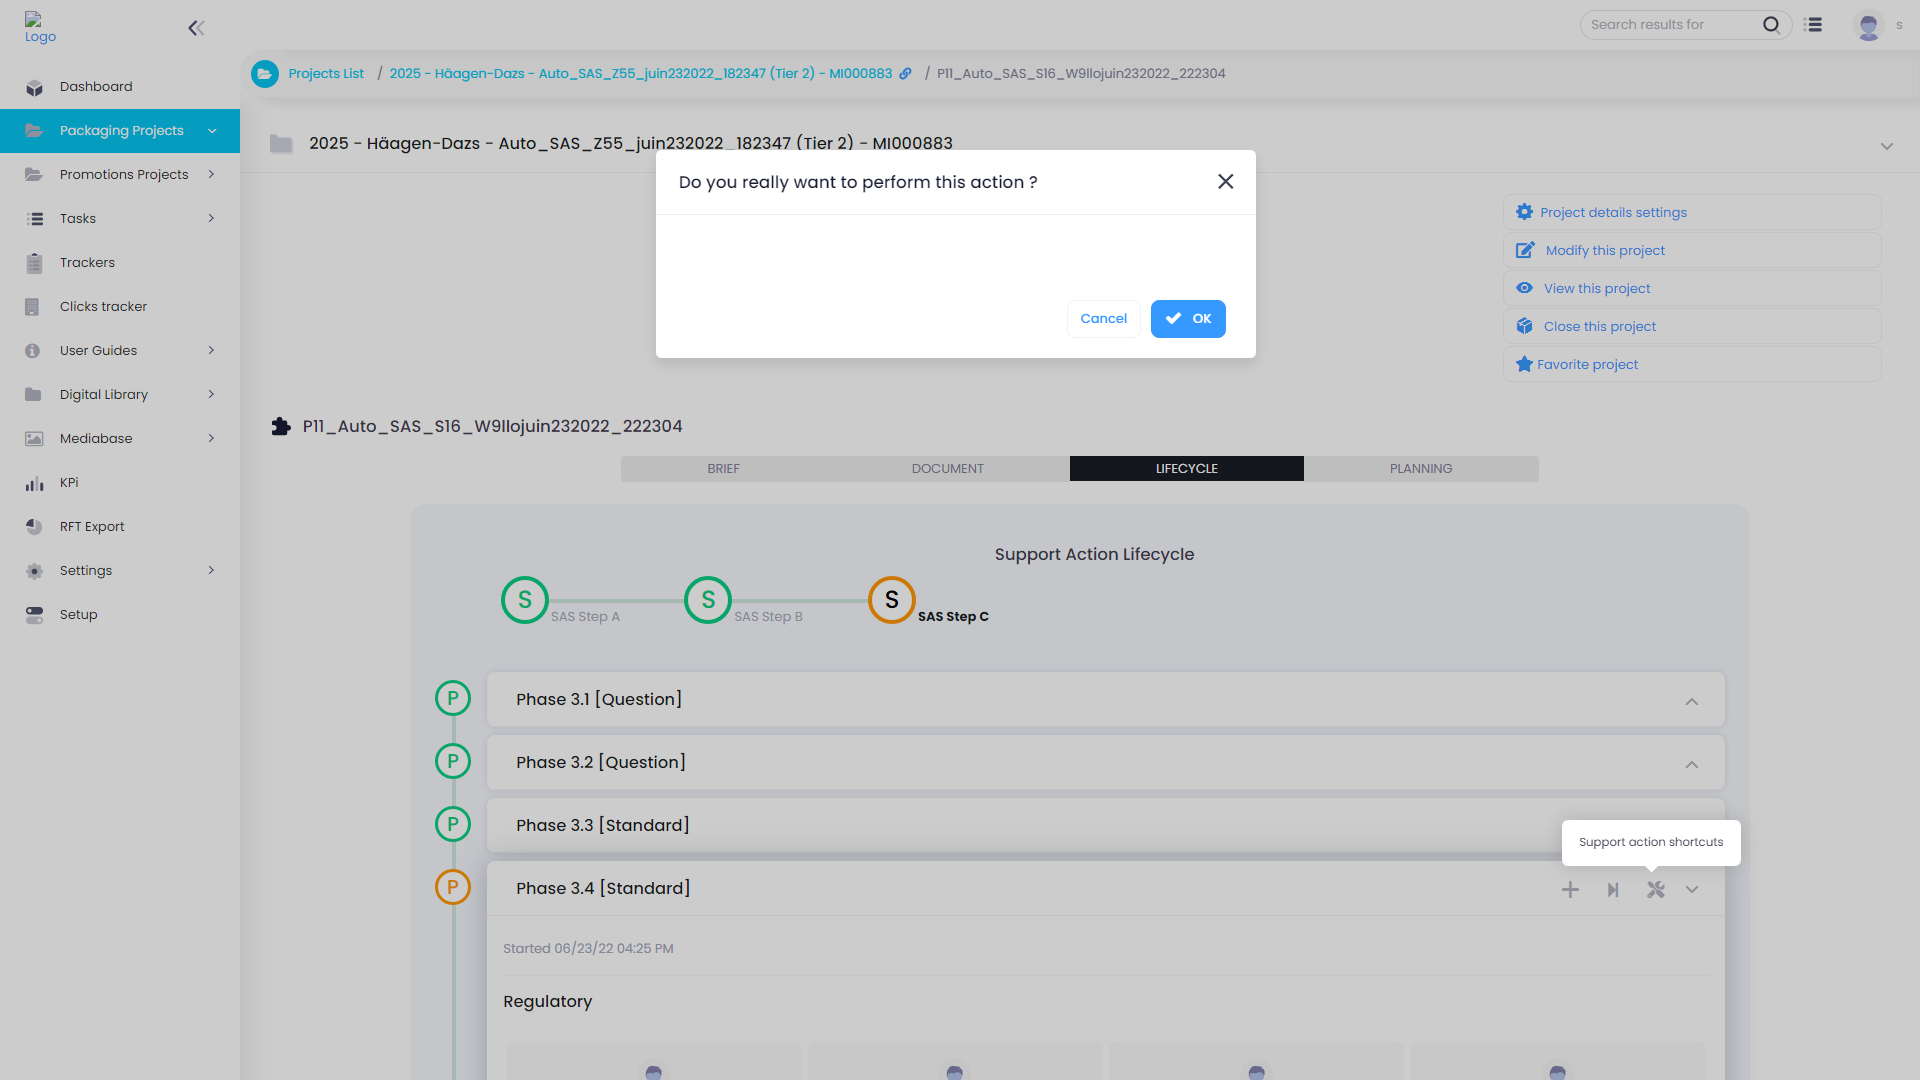 Logo
Search results for
s
Dashboard
Packaging Projects
Promotions Projects
Tasks
Trackers
Clicks tracker
User Guides
Digital Library
Mediabase
KPi
RFT Export
Settings
Setup
Projects List / 2025 - Häagen-Dazs - Auto_SAS_Z55_juin232022_182347 (Tier 2) - MI000883 / P11_Auto_SAS_S16_W9llojuin232022_222304
2025 - Häagen-Dazs - Auto_SAS_Z55_juin232022_182347 (Tier 2) - MI000883
Do you really want to perform this action ?
Cancel
OK
Project details settings
Modify this project
View this project
Close this project
Favorite project
P11_Auto_SAS_S16_W9llojuin232022_222304
BRIEF
DOCUMENT
LIFECYCLE
PLANNING
Support Action Lifecycle
S
SAS Step A
S
SAS Step B
S
SAS Step C
P
Phase 3.1 [Question]
P
Phase 3.2 [Question]
P
Phase 3.3 [Standard]
Support action shortcuts
P
Phase 3.4 [Standard]
Started 06/23/22 04:25 PM
Regulatory